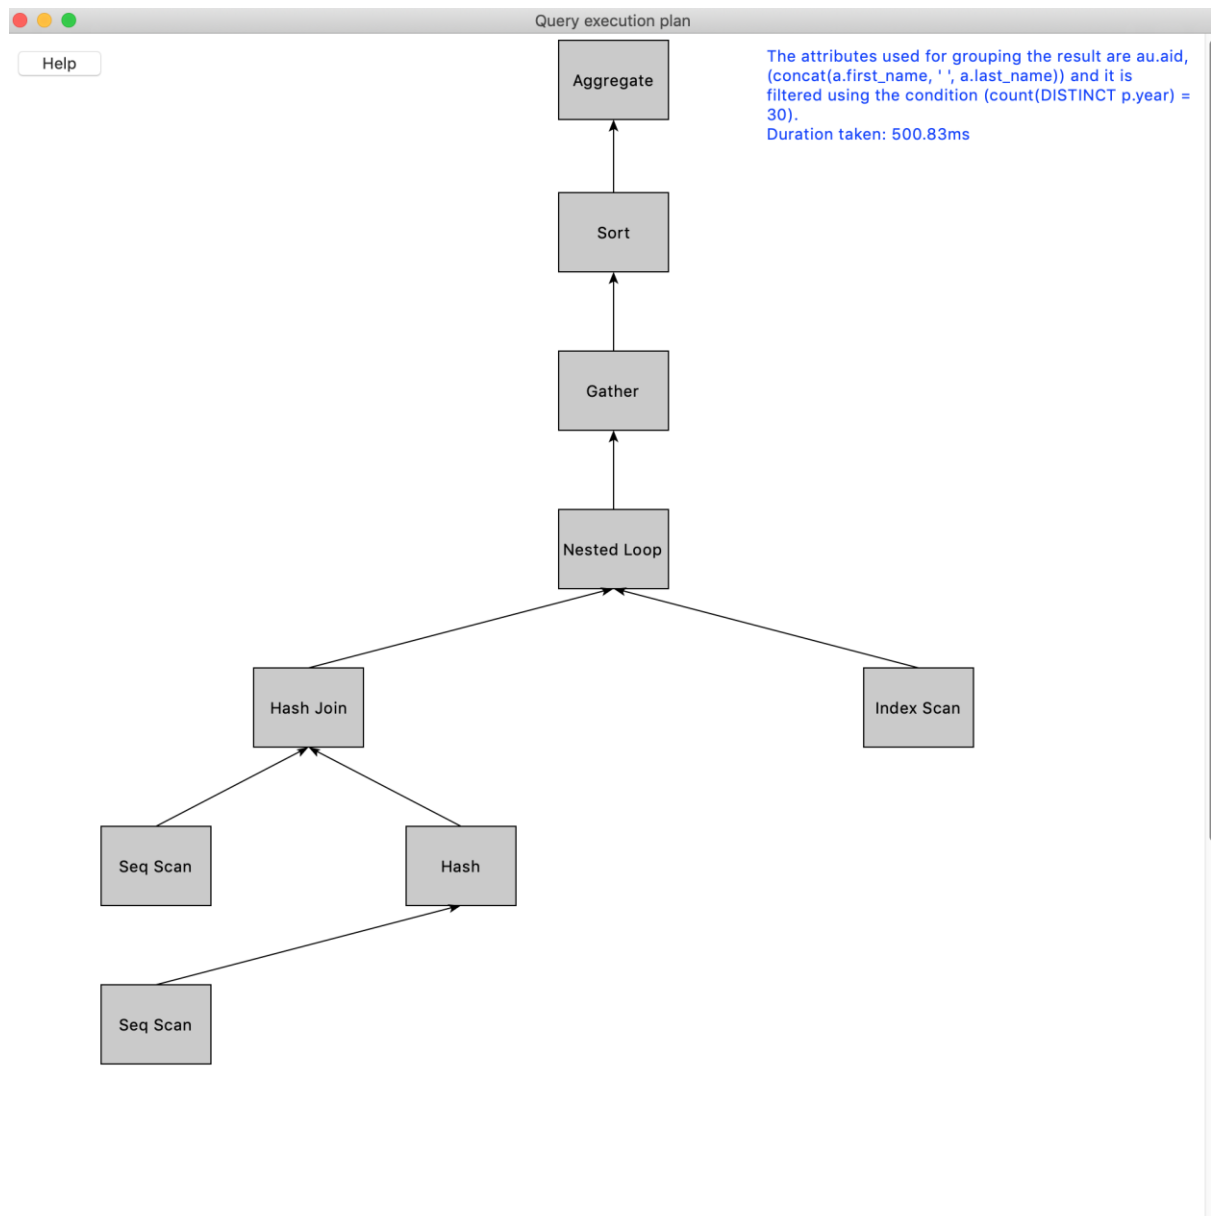 Query execution plan
Help
The attributes used for grouping the result are au.aid,
(concat(a.first_name, ' ', a.last_name)) and it is
filtered using the condition (count(DISTINCT p.year) =
30).
Duration taken: 500.83ms
Aggregate
Sort
Gather
Nested Loop
Hash Join
Index Scan
Seq Scan
Hash
Seq Scan